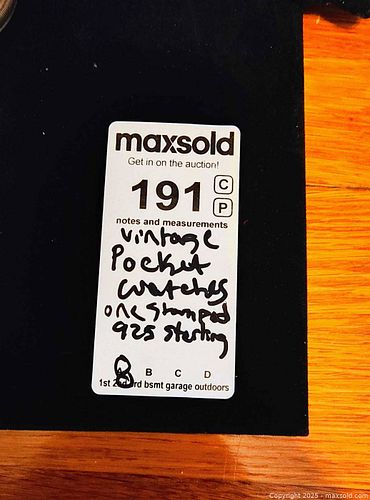 maxsold
Get in on the auction!
191
C
P
notes and measurements
vintage
Pocket
watches
one stamped
925 sterling
A B C D
1st 2nd 3rd bsmt garage outdoors
Copyright 2025 - maxsold.com